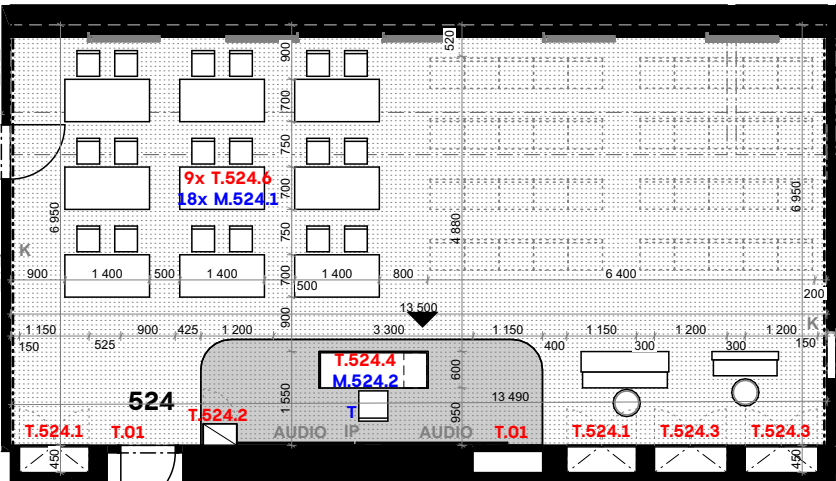 900
520
700
750
9x T.524.6
18x M.524.1
700
6 950
6 950
4 880
750
K
900
1 400
500
1 400
700
1 400
800
6 400
500
200
13 500
900
K
1 150
900
425
1 200
3 300
1 150
1 150
1 200
1 200
150
525
400
300
300
150
T.524.4
600
M.524.2
524
1 550
T
13 490
T.524.2
950
T.524.1
T.01
AUDIO
IP
AUDIO
T.01
T.524.1
T.524.3
T.524.3
450
450